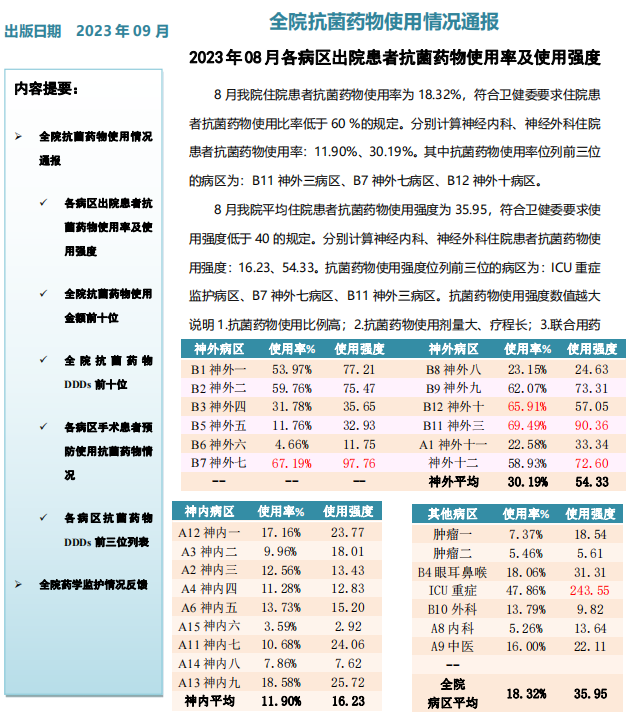 出版日期 2023 年 09 月
内容提要：
全院抗菌药物使用情况
通报
各病区出院患者抗
菌药物使用率及使
用强度
全院抗菌药物使用
金额前十位
全院抗菌药物
DDDs 前十位
各病区手术患者预
防使用抗菌药物情
况
各病区抗菌药物
DDDs 前三位列表
全院药学监护情况反馈
全院抗菌药物使用情况通报
2023 年 08 月各病区出院患者抗菌药物使用率及使用强度
8 月我院住院患者抗菌药物使用率为 18.32%，符合卫健委要求住院患
者抗菌药物使用比率低于 60 %的规定。分别计算神经内科、神经外科住院
患者抗菌药物使用率：11.90%、30.19%。其中抗菌药物使用率位列前三位
的病区为：B11 神外三病区、B7 神外七病区、B12 神外十病区。
8 月我院平均住院患者抗菌药物使用强度为 35.95，符合卫健委要求使
用强度低于 40 的规定。分别计算神经内科、神经外科住院患者抗菌药物使
用强度：16.23、54.33。抗菌药物使用强度位列前三位的病区为：ICU 重症
监护病区、B7 神外七病区、B11 神外三病区。抗菌药物使用强度数值越大
说明 1.抗菌药物使用比例高；2.抗菌药物使用剂量大、疗程长；3.联合用药
神外病区 使用率% 使用强度 神外病区 使用率% 使用强度
B1 神外一 53.97% 77.21 B8 神外八 23.15% 24.63
B2 神外二 59.76% 75.47 B9 神外九 62.07% 73.31
B3 神外四 31.78% 35.65 B12 神外十 65.91% 57.05
B5 神外五 11.76% 32.93 B11 神外三 69.49% 90.36
B6 神外六 4.66% 11.75 A1 神外十一 22.58% 33.34
B7 神外七 67.19% 97.76 神外十二 58.93% 72.60
-- -- -- 神外平均 30.19% 54.33
神内病区 使用率% 使用强度
A12 神内一 17.16% 23.77
A3 神内二 9.96% 18.01
A2 神内三 12.56% 13.43
A4 神内四 11.28% 12.83
A6 神内五 13.73% 15.20
A15 神内六 3.59% 2.92
A11 神内七 10.68% 24.06
A14 神内八 7.86% 7.62
A13 神内九 18.58% 25.72
神内平均 11.90% 16.23
其他病区 使用率% 使用强度
肿瘤一 7.37% 18.54
肿瘤二 5.46% 5.61
B4 眼耳鼻喉 18.06% 31.31
ICU 重症 47.86% 243.55
B10 外科 13.79% 9.82
A8 内科 5.26% 13.64
A9 中医 16.00% 22.11
--
全院
病区平均 18.32% 35.95